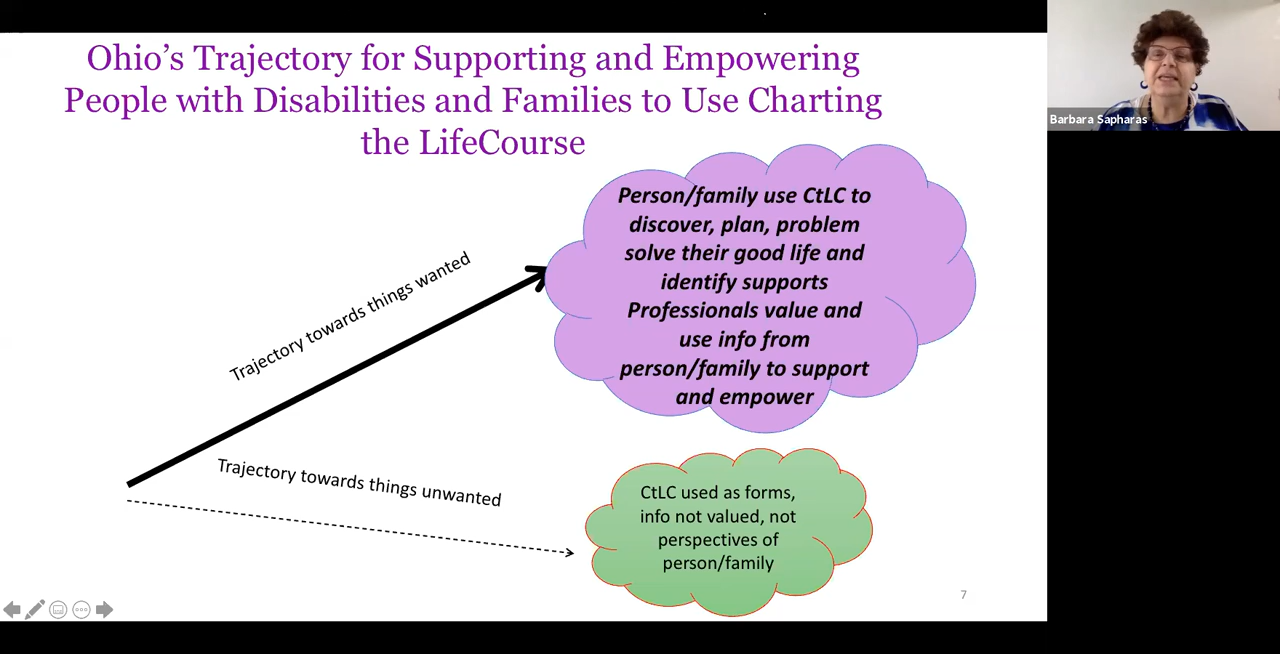 Ohio’s Trajectory for Supporting and Empowering
People with Disabilities and Families to Use Charting
the LifeCourse
Barbara Sapharas
Person/family use CtLC to
discover, plan, problem
solve their good life and
identify supports
Professionals value and
use info from
person/family to support
and empower
Trajectory towards things wanted
Trajectory towards things unwanted
CtLC used as forms,
info not valued, not
perspectives of
person/family
7